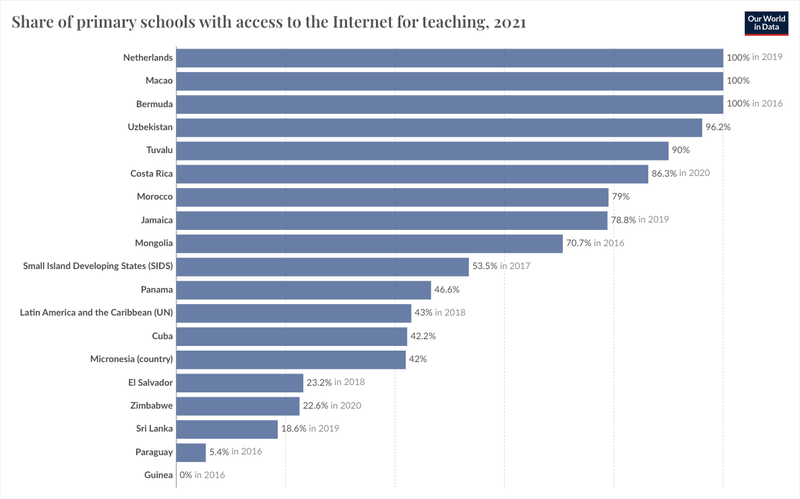 Share of primary schools with access to the Internet for teaching, 2021
Our World
in Data
Netherlands 100% in 2019
Macao 100%
Bermuda 100% in 2016
Uzbekistan 96.2%
Tuvalu 90%
Costa Rica 86.3% in 2020
Morocco 79%
Jamaica 78.8% in 2019
Mongolia 70.7% in 2016
Small Island Developing States (SIDS) 53.5% in 2017
Panama 46.6%
Latin America and the Caribbean (UN) 43% in 2018
Cuba 42.2%
Micronesia (country) 42%
El Salvador 23.2% in 2018
Zimbabwe 22.6% in 2020
Sri Lanka 18.6% in 2019
Paraguay 5.4% in 2016
Guinea 0% in 2016